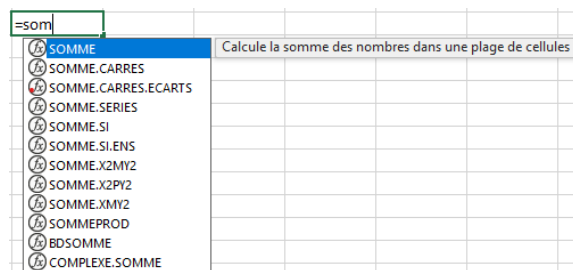 =som
SOMME
Calcule la somme des nombres dans une plage de cellules
SOMME.CARRES
SOMME.CARRES.ECARTS
SOMME.SERIES
SOMME.SI
SOMME.SI.ENS
SOMME.X2MY2
SOMME.X2PY2
SOMME.XMY2
SOMMEPROD
BDSOMME
COMPLEXE.SOMME